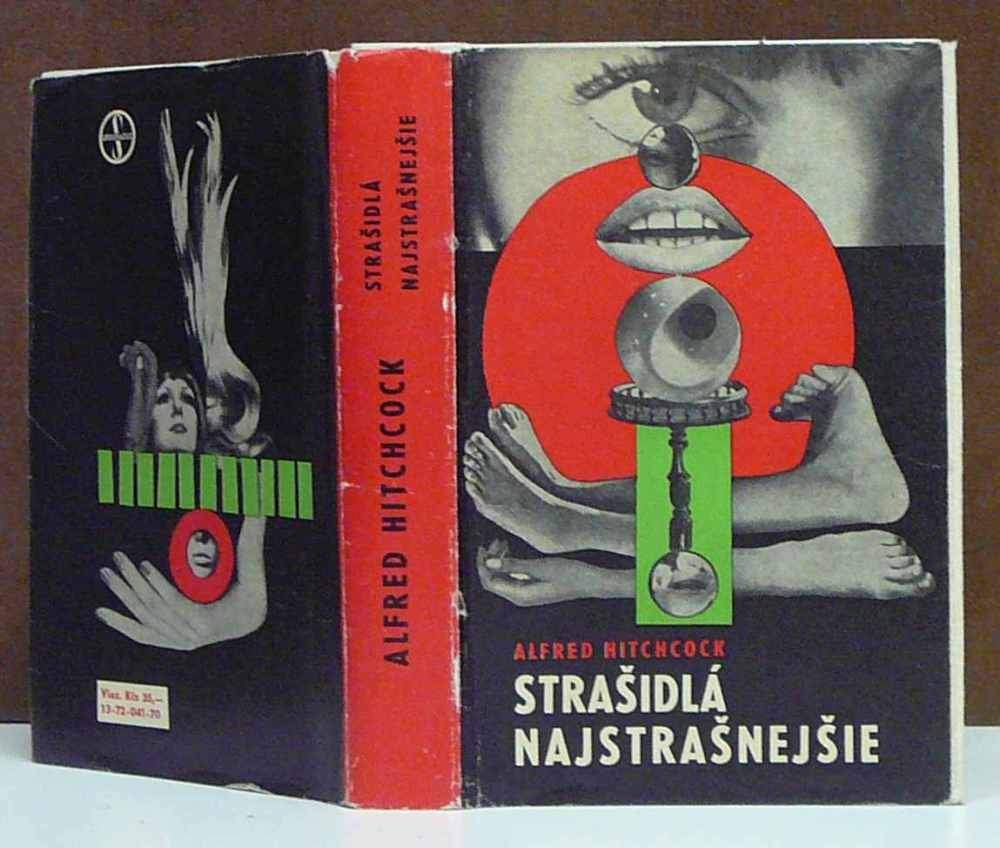 S
Viaz. Kčs 35,—
13-72-041-70
ALFRED HITCHCOCK
STRAŠIDLÁ
NAJSTRAŠNEJŠIE
ALFRED HITCHCOCK
STRAŠIDLÁ
NAJSTRAŠNEJŠIE